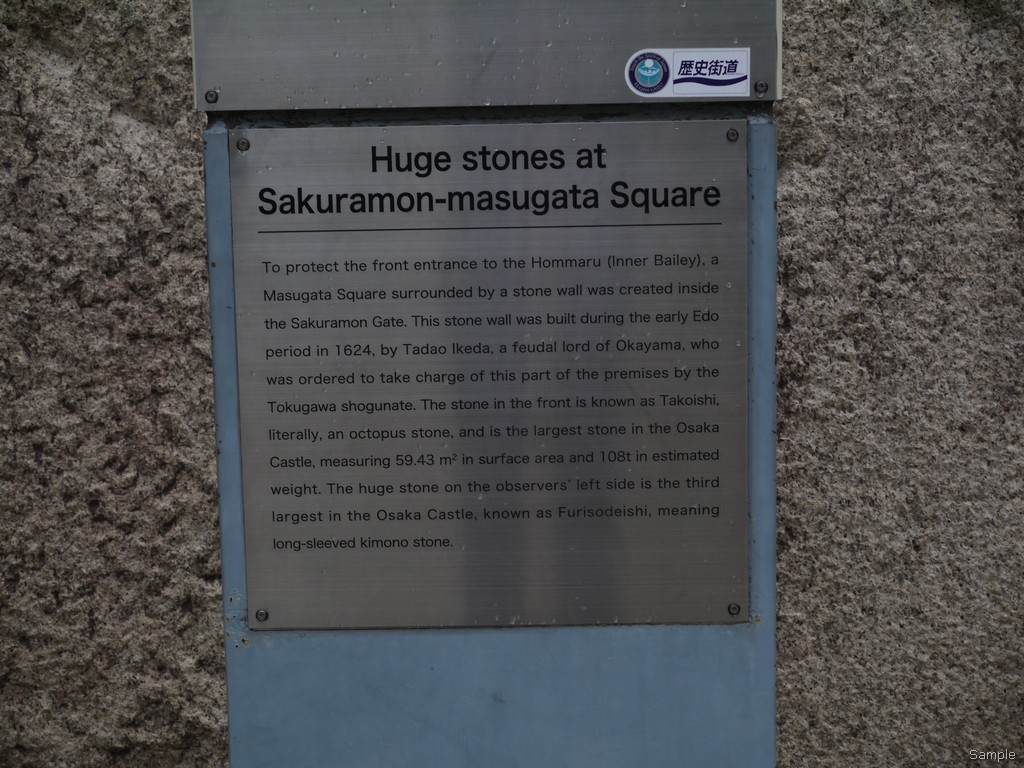 歴史街道
Huge stones at
Sakuramon-masugata Square
To protect the front entrance to the Hommaru (Inner Bailey), a
Masugata Square surrounded by a stone wall was created inside
the Sakuramon Gate. This stone wall was built during the early Edo
period in 1624, by Tadao Ikeda, a feudal lord of Okayama, who
was ordered to take charge of this part of the premises by the
Tokugawa shogunate. The stone in the front is known as Takoishi,
literally, an octopus stone, and is the largest stone in the Osaka
Castle, measuring 59.43 m² in surface area and 108t in estimated
weight. The huge stone on the observers' left side is the third
largest in the Osaka Castle, known as Furisodeishi, meaning
long-sleeved kimono stone.
Sample